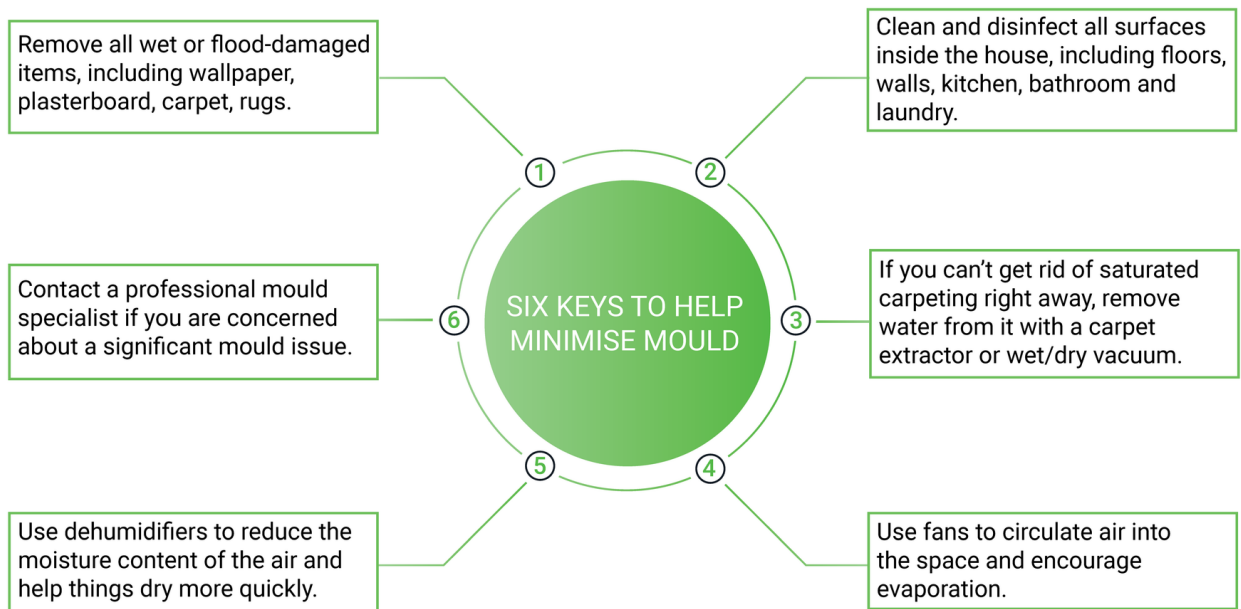 SIX KEYS TO HELP
MINIMISE MOULD
1
Remove all wet or flood-damaged
items, including wallpaper,
plasterboard, carpet, rugs.
2
Clean and disinfect all surfaces
inside the house, including floors,
walls, kitchen, bathroom and
laundry.
3
If you can’t get rid of saturated
carpeting right away, remove
water from it with a carpet
extractor or wet/dry vacuum.
4
Use fans to circulate air into
the space and encourage
evaporation.
5
Use dehumidifiers to reduce the
moisture content of the air and
help things dry more quickly.
6
Contact a professional mould
specialist if you are concerned
about a significant mould issue.